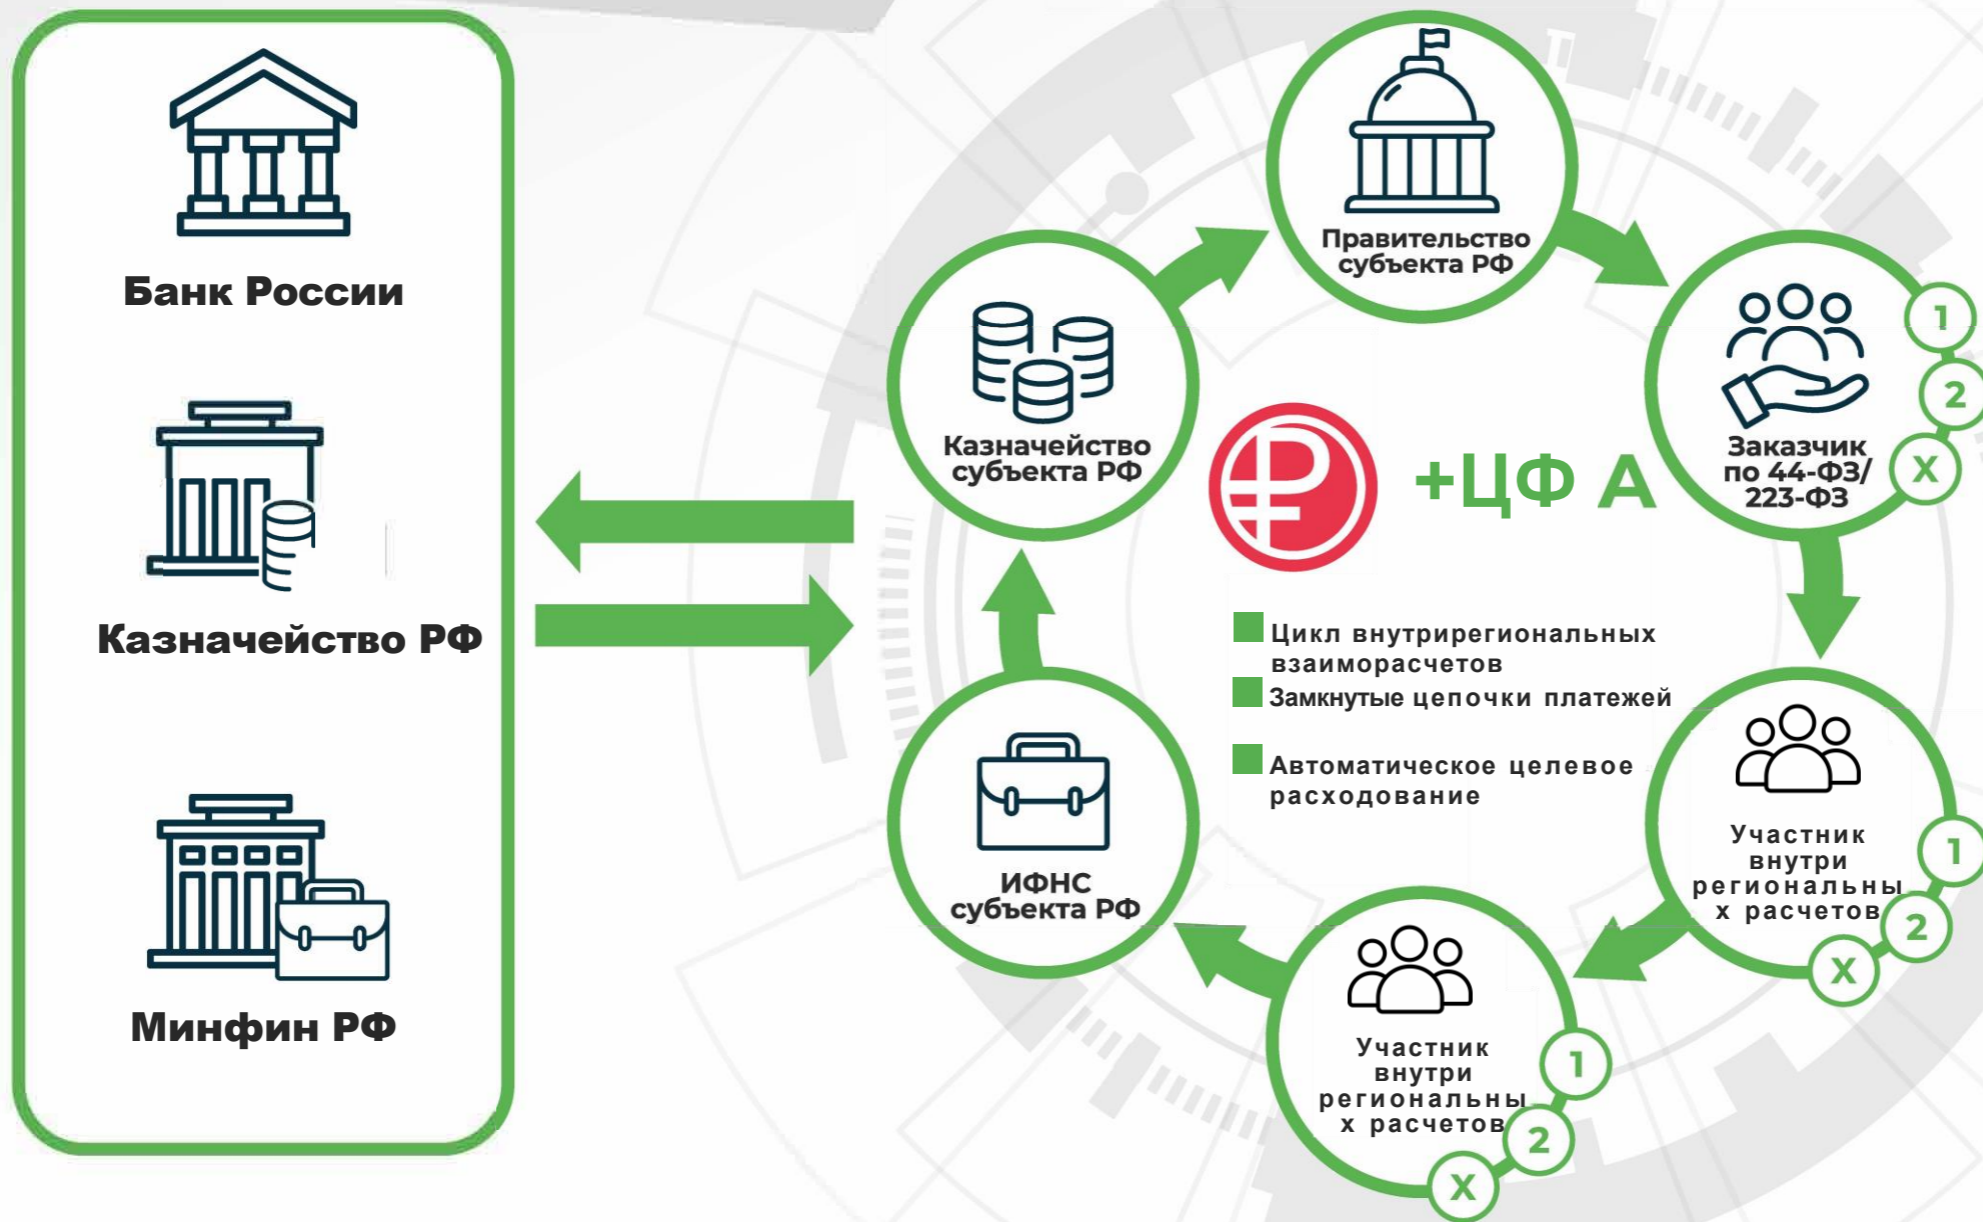 Банк России
Казначейство РФ
Минфин РФ
Правительство
субъекта РФ
Казначейство
субъекта РФ
Заказчик
по 44-ФЗ/
223-ФЗ
1
2
X
+ЦФ А
Цикл внутрирегиональных
взаиморасчетов
Замкнутые цепочки платежей
Автоматическое целевое
расходование
Участник
внутри
региональны
х расчетов
1
2
X
ИФНС
субъекта РФ
Участник
внутри
региональны
х расчетов
1
2
X